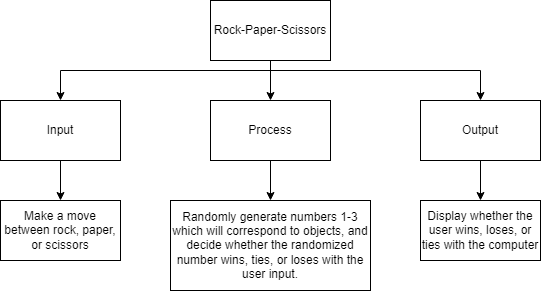 Rock-Paper-Scissors
Input
Process
Output
Make a move
between rock, paper,
or scissors
Randomly generate numbers 1-3
which will correspond to objects, and
decide whether the randomized
number wins, ties, or loses with the
user input.
Display whether the
user wins, loses, or
ties with the computer